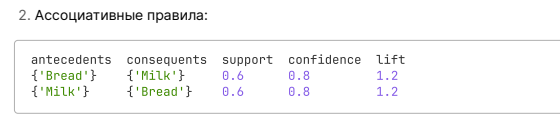 2. Ассоциативные правила:
antecedents  consequents  support  confidence  lift
{'Bread'}    {'Milk'}     0.6      0.8         1.2
{'Milk'}     {'Bread'}    0.6      0.8         1.2